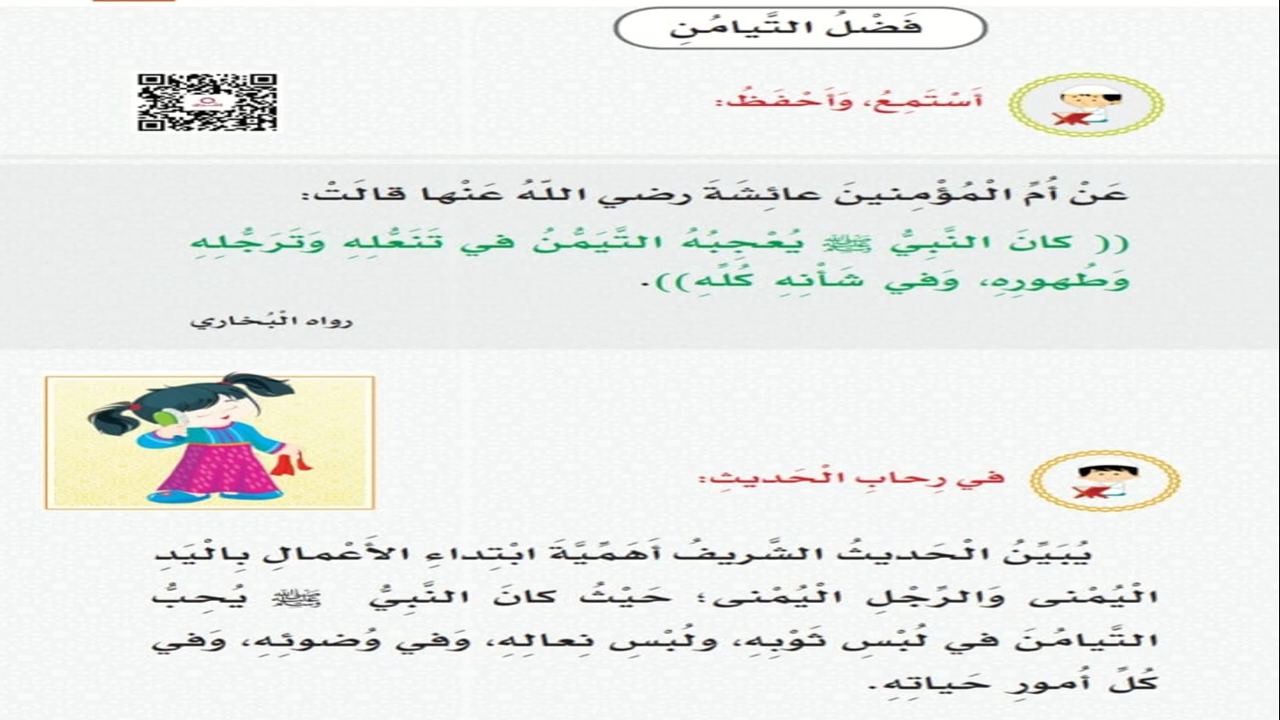 فَضْلُ التَّيامُنِ
أَسْتَمِعُ، وَأَحْفَظُ:
عَنْ أُمِّ الْمُؤْمِنينَ عائِشَةَ رضي اللّهُ عَنْها قالَتْ:
(( كانَ النَّبِيُّ ﷺ يُعْجِبُهُ التَّيَمُّنُ في تَنَعُّلِهِ وَتَرَجُّلِهِ
وَطُهورِهِ، وَفي شَأْنِهِ كُلِّهِ)).
رواه الْبُخاري
في رِحابِ الْحَديثِ:
يُبَيِّنُ الْحَديثُ الشَّريفُ أَهَمِّيَّةَ ابْتِداءِ الأَعْمالِ بِالْيَدِ
الْيُمْنى وَالرِّجْلِ الْيُمْنى؛ حَيْثُ كانَ النَّبِيُّ ﷺ يُحِبُّ
التَّيامُنَ في لُبْسِ ثَوْبِهِ، ولُبْسِ نِعالِهِ، وَفي وُضوئِهِ، وَفي
كُلِّ أُمورِ حَياتِهِ.